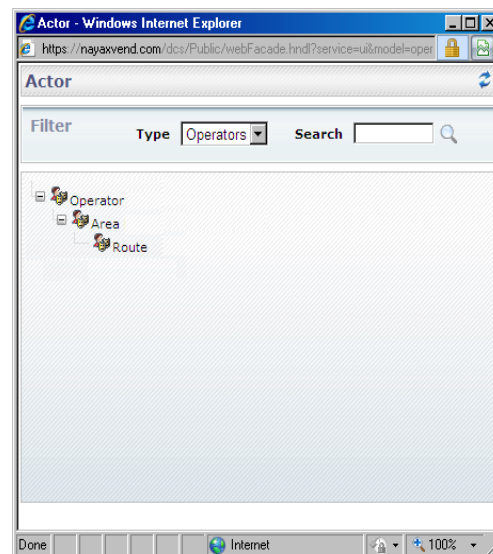 Actor - Windows Internet Explorer
https://nayaxvend.com/dcs/Public/webFacade.hndl?service=ui&model=oper
Actor
Filter Type Operators Search
Operator
Area
Route
Done Internet 100%